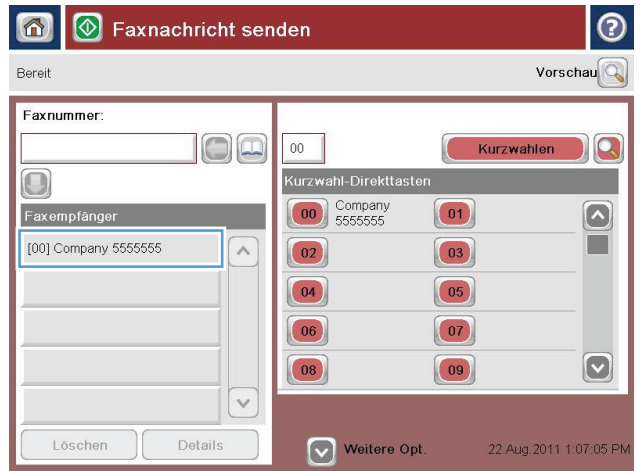 Faxnachricht senden
?
Bereit
Vorschau
Faxnummer:
00
Kurzwahlen
Kurzwahl-Direkttasten
Faxempfänger
00 Company 5555555 01
[00] Company 5555555
02 03
04 05
06 07
08 09
Löschen Details
Weitere Opt.
22.Aug.2011 1:07:05 PM